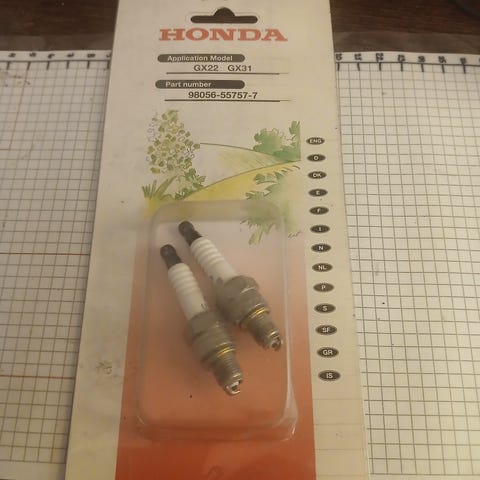 HONDA
Application Model
GX22 GX31
Part number
98056-55757-7
ENG
D
DK
E
F
I
N
NL
P
S
SF
GR
IS